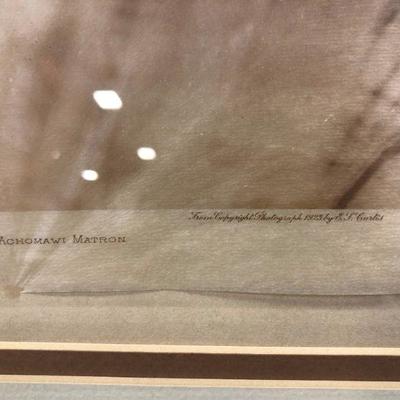 From Copyright Photograph 1923 by E.S. Curtis
Achomawi Matron